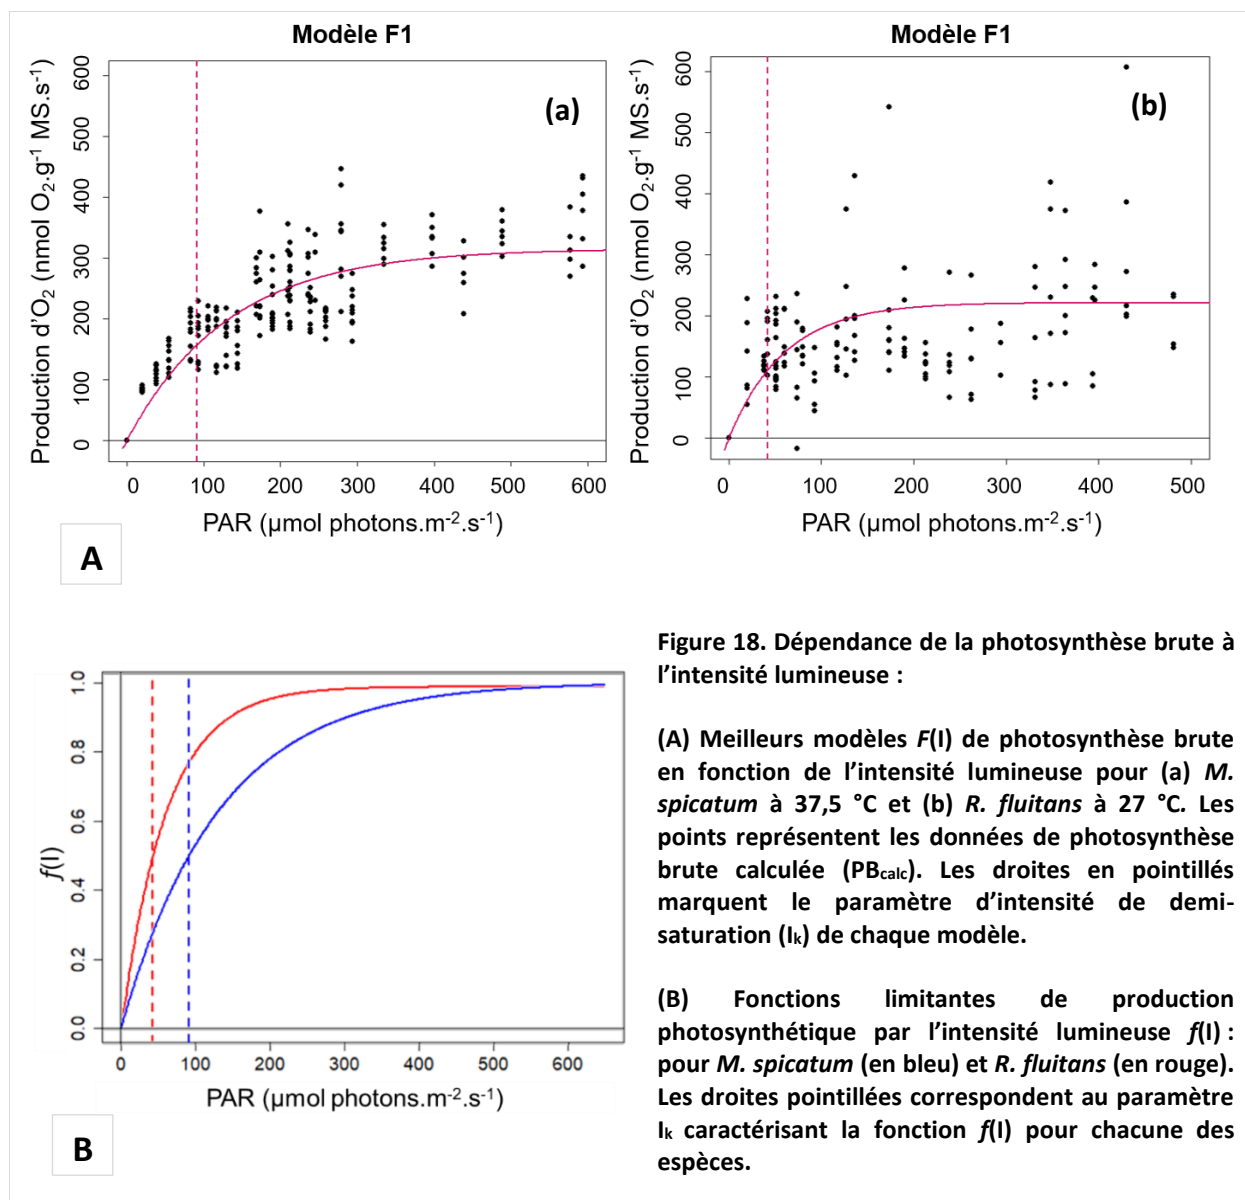 Modèle F1
(a)
600
500
400
300
200
100
0
Production d'O2 (nmol O2.g-1 MS.s-1)
0 100 200 300 400 500 600
PAR (µmol photons.m-2.s-1)
Modèle F1
(b)
600
500
400
300
200
100
0
Production d'O2 (nmol O2.g-1 MS.s-1)
0 100 200 300 400 500
PAR (µmol photons.m-2.s-1)
A
1.0
0.8
0.6
0.4
0.2
0.0
f(I)
0 100 200 300 400 500 600
PAR (µmol photons.m-2.s-1)
B
Figure 18. Dépendance de la photosynthèse brute à
l'intensité lumineuse :
(A) Meilleurs modèles F(I) de photosynthèse brute
en fonction de l'intensité lumineuse pour (a) M.
spicatum à 37,5 °C et (b) R. fluitans à 27 °C. Les
points représentent les données de photosynthèse
brute calculée (PBcalc). Les droites en pointillés
marquent le paramètre d'intensité de demi-
saturation (Ik) de chaque modèle.
(B) Fonctions limitantes de production
photosynthétique par l'intensité lumineuse f(I) :
pour M. spicatum (en bleu) et R. fluitans (en rouge).
Les droites pointillées correspondent au paramètre
Ik caractérisant la fonction f(I) pour chacune des
espèces.